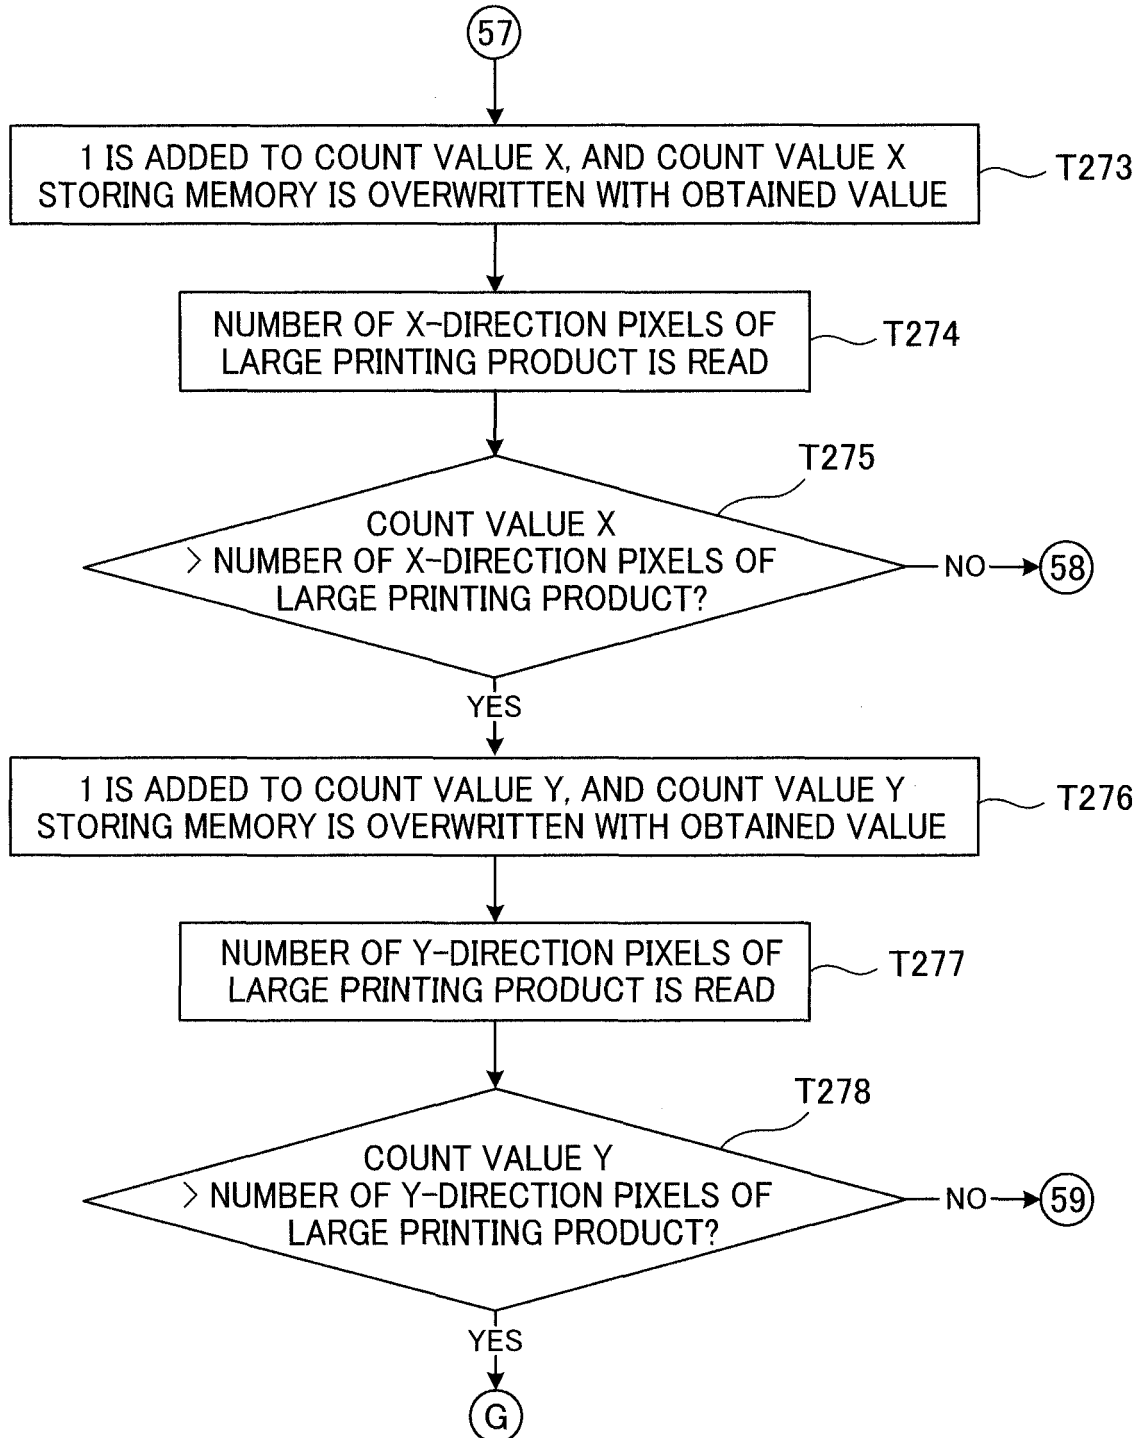 57
1 IS ADDED TO COUNT VALUE X, AND COUNT VALUE X
STORING MEMORY IS OVERWRITTEN WITH OBTAINED VALUE
T273
NUMBER OF X-DIRECTION PIXELS OF
LARGE PRINTING PRODUCT IS READ
T274
T275
COUNT VALUE X
> NUMBER OF X-DIRECTION PIXELS OF
LARGE PRINTING PRODUCT?
NO
58
YES
1 IS ADDED TO COUNT VALUE Y, AND COUNT VALUE Y
STORING MEMORY IS OVERWRITTEN WITH OBTAINED VALUE
T276
NUMBER OF Y-DIRECTION PIXELS OF
LARGE PRINTING PRODUCT IS READ
T277
T278
COUNT VALUE Y
> NUMBER OF Y-DIRECTION PIXELS OF
LARGE PRINTING PRODUCT?
NO
59
YES
G